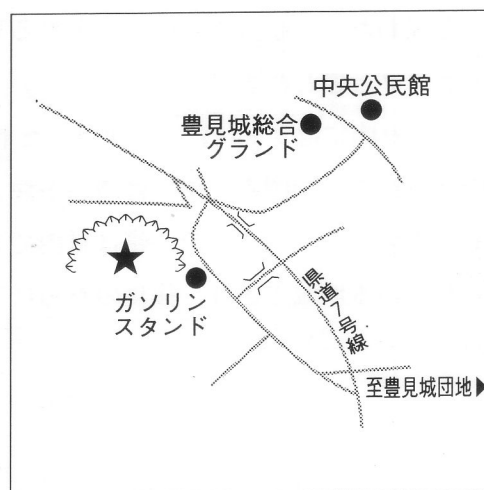 中央公民館
豊見城総合
グランド
ガソリン
スタンド
県道7号線
至豊見城団地▶